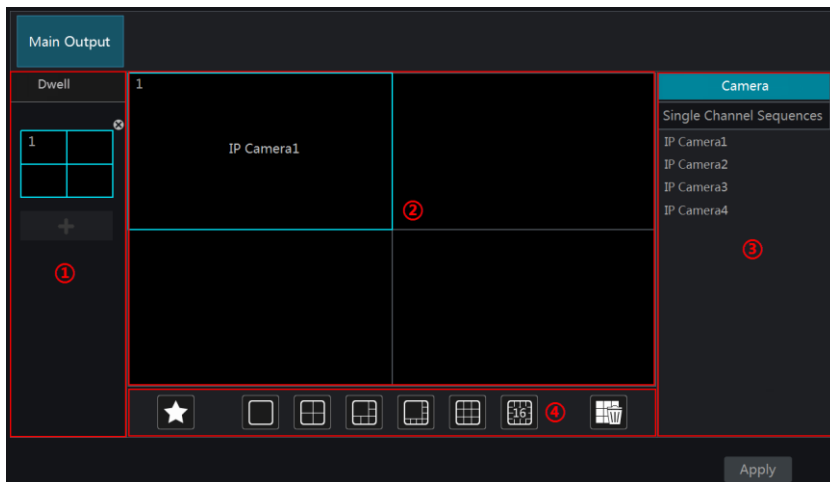 Main Output
Dwell
1
1
IP Camera1
②
Camera
Single Channel Sequences
IP Camera1
IP Camera2
IP Camera3
IP Camera4
③
①
16
④
Apply